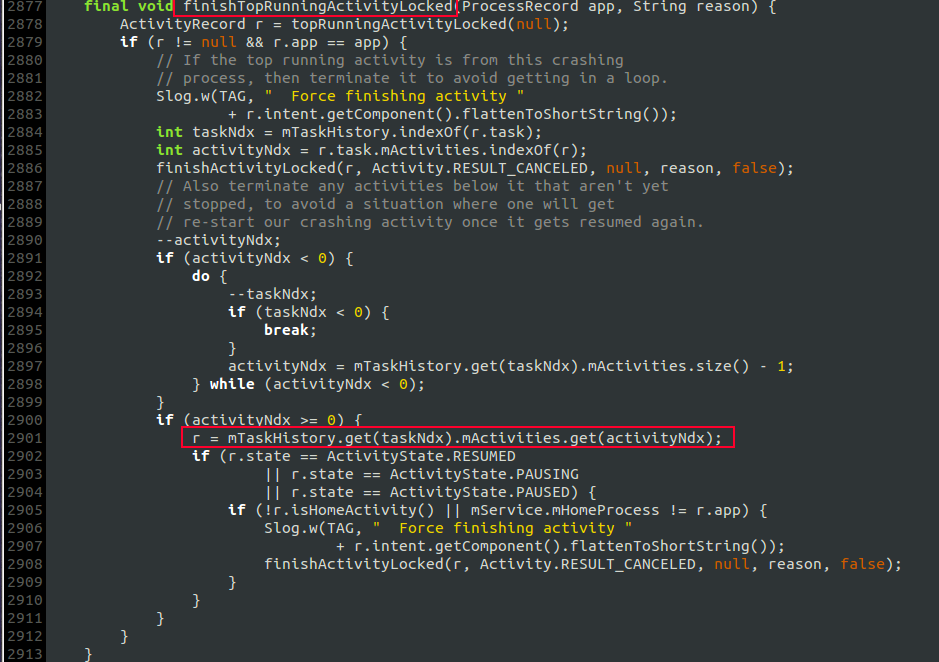 2877     final void finishTopRunningActivityLocked(ProcessRecord app, String reason) {
2878         ActivityRecord r = topRunningActivityLocked(null);
2879         if (r != null && r.app == app) {
2880             // If the top running activity is from this crashing
2881             // process, then terminate it to avoid getting in a loop.
2882             Slog.w(TAG, "  Force finishing activity "
2883                     + r.intent.getComponent().flattenToShortString());
2884             int taskNdx = mTaskHistory.indexOf(r.task);
2885             int activityNdx = r.task.mActivities.indexOf(r);
2886             finishActivityLocked(r, Activity.RESULT_CANCELED, null, reason, false);
2887             // Also terminate any activities below it that aren't yet
2888             // stopped, to avoid a situation where one will get
2889             // re-start our crashing activity once it gets resumed again.
2890             --activityNdx;
2891             if (activityNdx < 0) {
2892                 do {
2893                     --taskNdx;
2894                     if (taskNdx < 0) {
2895                         break;
2896                     }
2897                     activityNdx = mTaskHistory.get(taskNdx).mActivities.size() - 1;
2898                 } while (activityNdx < 0);
2899             }
2900             if (activityNdx >= 0) {
2901                 r = mTaskHistory.get(taskNdx).mActivities.get(activityNdx);
2902                 if (r.state == ActivityState.RESUMED
2903                         || r.state == ActivityState.PAUSING
2904                         || r.state == ActivityState.PAUSED) {
2905                     if (!r.isHomeActivity() || mService.mHomeProcess != r.app) {
2906                         Slog.w(TAG, "  Force finishing activity "
2907                                 + r.intent.getComponent().flattenToShortString());
2908                         finishActivityLocked(r, Activity.RESULT_CANCELED, null, reason, false);
2909                     }
2910                 }
2911             }
2912         }
2913     }